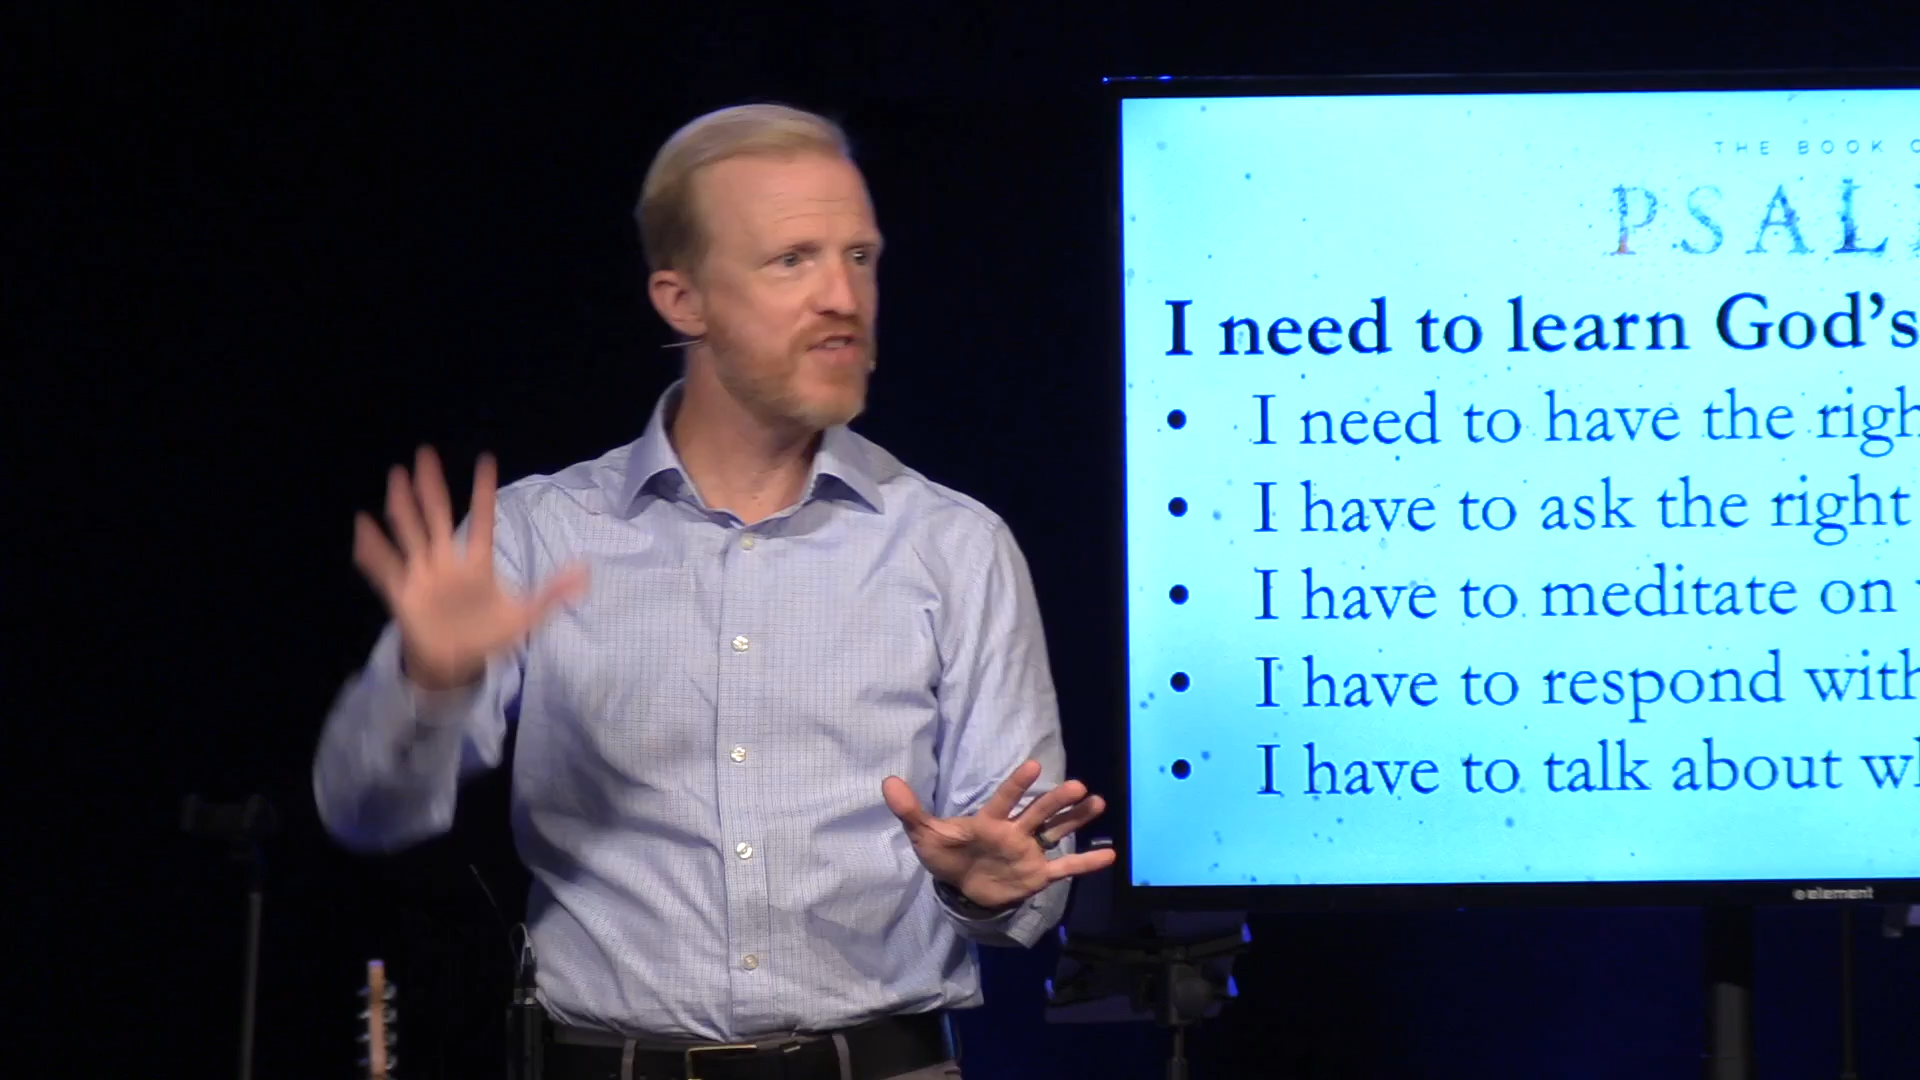 THE BOOK
PSAL
I need to learn God's
• I need to have the righ
• I have to ask the right
• I have to meditate on
• I have to respond with
• I have to talk about wh
element